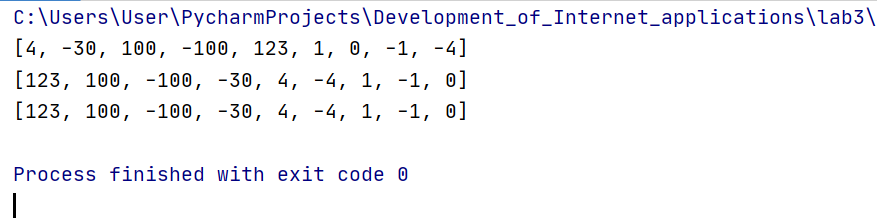 C:\Users\User\PycharmProjects\Development_of_Internet_applications\lab3\
[4, -30, 100, -100, 123, 1, 0, -1, -4]
[123, 100, -100, -30, 4, -4, 1, -1, 0]
[123, 100, -100, -30, 4, -4, 1, -1, 0]
Process finished with exit code 0